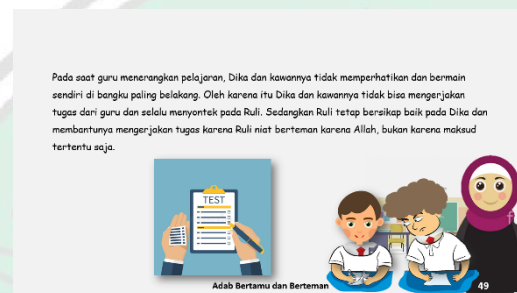 Pada saat guru menerangkan pelajaran, Dika dan kawannya tidak memperhatikan dan bermain
sendiri di bangku paling belakang. Oleh karena itu Dika dan kawannya tidak bisa mengerjakan
tugas dari guru dan selalu menyontek pada Ruli. Sedangkan Ruli tetap bersikap baik pada Dika dan
membantunya mengerjakan tugas karena Ruli niat berteman karena Allah, bukan karena maksud
tertentu saja.
TEST
Adab Bertamu dan Berteman
49